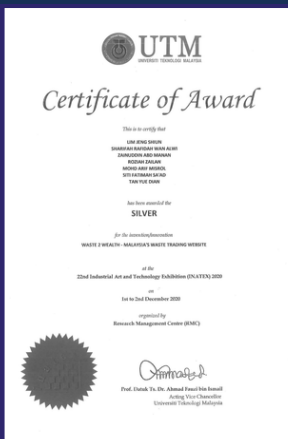 UTM
UNIVERSITI TEKNOLOGI MALAYSIA
Certificate of Award
This is to certify that
LIM JENG SHIUN
SHARIFAH RAFIDAH WAN ALWI
ZAINUDDIN ABD MANAN
ROZIAH ZAILAN
MOHD ARIF MISROL
SITI FATIMAH SA'AD
TAN YUE DIAN
has been awarded the
SILVER
for the invention/innovation
WASTE 2 WEALTH - MALAYSIA'S WASTE TRADING WEBSITE
at the
22nd Industrial Art and Technology Exhibition (INATEX) 2020
on
1st to 2nd December 2020
organized by
Research Management Centre (RMC)
Prof. Datuk Ts. Dr. Ahmad Fauzi bin Ismail
Acting Vice Chancellor
Universiti Teknologi Malaysia